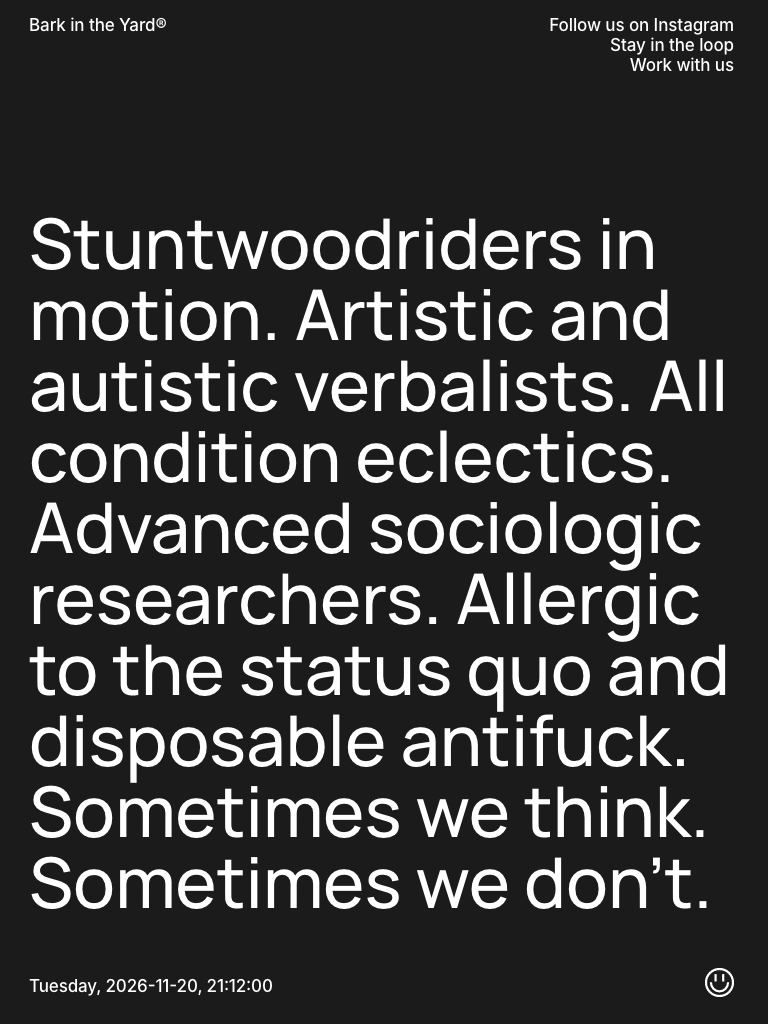 Bark in the Yard®
Follow us on Instagram
Stay in the loop
Work with us
Stuntwoodriders in
motion. Artistic and
autistic verbalists. All
condition eclectics.
Advanced sociologic
researchers. Allergic
to the status quo and
disposable antifuck.
Sometimes we think.
Sometimes we don’t.
Tuesday, 2026-11-20, 21:12:00